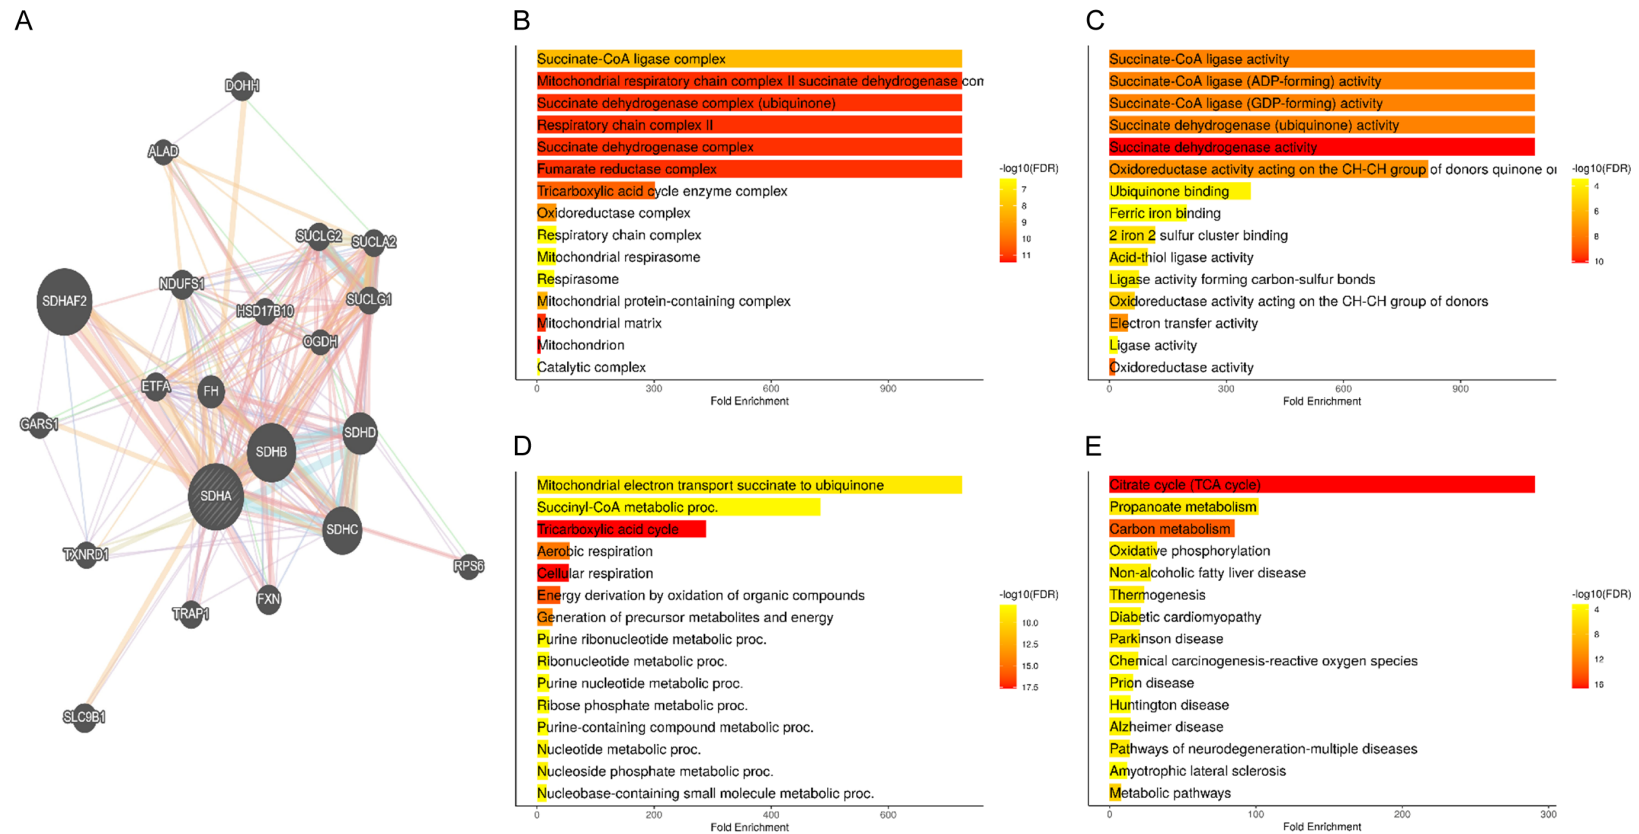 A
DOHH
ALAD
SUCLG2
SUCLA2
NDUFS1
SDHAF2
SUCLG1
HSD17B10
OGDH
ETFA
FH
GARS1
SDHD
SDHB
SDHA
SDHC
TXNRD1
RPS6
FXN
TRAP1
SLC9B1
B
Succinate-CoA ligase complex
Mitochondrial respiratory chain complex II succinate dehydrogenase com
Succinate dehydrogenase complex (ubiquinone)
Respiratory chain complex II
Succinate dehydrogenase complex
Fumarate reductase complex
Tricarboxylic acid cycle enzyme complex
Oxidoreductase complex
Respiratory chain complex
Mitochondrial respirasome
Respirasome
Mitochondrial protein-containing complex
Mitochondrial matrix
Mitochondrion
Catalytic complex
0
300
600
900
Fold Enrichment
-log10(FDR)
7
8
9
10
11
C
Succinate-CoA ligase activity
Succinate-CoA ligase (ADP-forming) activity
Succinate-CoA ligase (GDP-forming) activity
Succinate dehydrogenase (ubiquinone) activity
Succinate dehydrogenase activity
Oxidoreductase activity acting on the CH-CH group of donors quinone or
Ubiquinone binding
Ferric iron binding
2 iron 2 sulfur cluster binding
Acid-thiol ligase activity
Ligase activity forming carbon-sulfur bonds
Oxidoreductase activity acting on the CH-CH group of donors
Electron transfer activity
Ligase activity
Oxidoreductase activity
0
300
600
900
Fold Enrichment
-log10(FDR)
4
6
8
10
D
Mitochondrial electron transport succinate to ubiquinone
Succinyl-CoA metabolic proc.
Tricarboxylic acid cycle
Aerobic respiration
Cellular respiration
Energy derivation by oxidation of organic compounds
Generation of precursor metabolites and energy
Purine ribonucleotide metabolic proc.
Ribonucleotide metabolic proc.
Purine nucleotide metabolic proc.
Ribose phosphate metabolic proc.
Purine-containing compound metabolic proc.
Nucleotide metabolic proc.
Nucleoside phosphate metabolic proc.
Nucleobase-containing small molecule metabolic proc.
0
200
400
600
Fold Enrichment
-log10(FDR)
10.0
12.5
15.0
17.5
E
Citrate cycle (TCA cycle)
Propanoate metabolism
Carbon metabolism
Oxidative phosphorylation
Non-alcoholic fatty liver disease
Thermogenesis
Diabetic cardiomyopathy
Parkinson disease
Chemical carcinogenesis-reactive oxygen species
Prion disease
Huntington disease
Alzheimer disease
Pathways of neurodegeneration-multiple diseases
Amyotrophic lateral sclerosis
Metabolic pathways
0
100
200
300
Fold Enrichment
-log10(FDR)
4
8
12
16